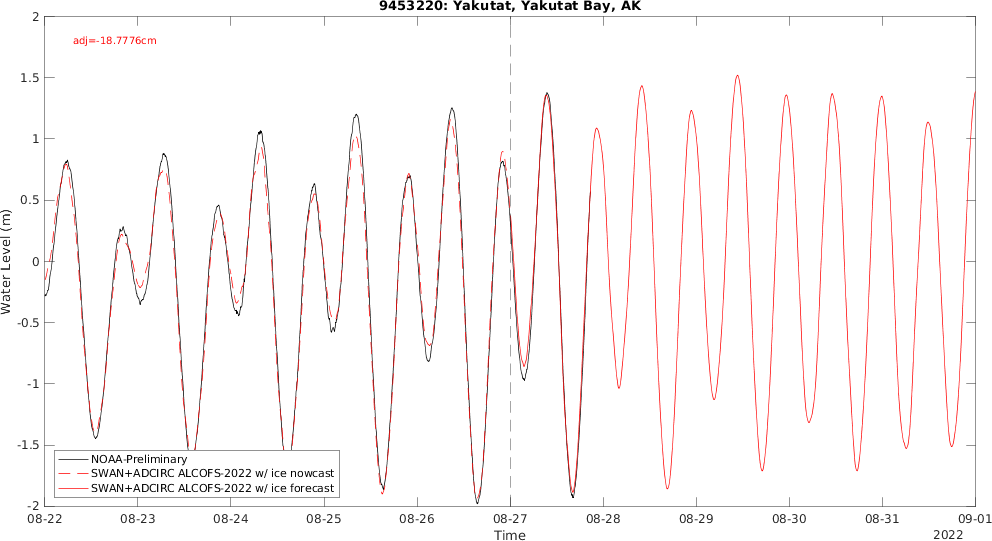 9453220: Yakutat, Yakutat Bay, AK
adj=-18.7776cm
2
1.5
1
0.5
0
-0.5
-1
-1.5
-2
Water Level (m)
NOAA-Preliminary
SWAN+ADCIRC ALCOFS-2022 w/ ice nowcast
SWAN+ADCIRC ALCOFS-2022 w/ ice forecast
08-22 08-23 08-24 08-25 08-26 08-27 08-28 08-29 08-30 08-31 09-01
Time
2022